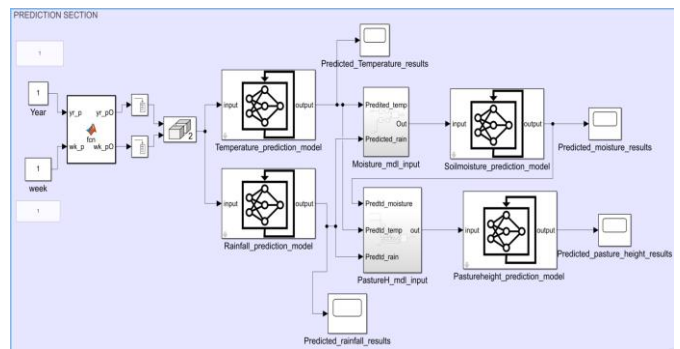 PREDICTION SECTION
1
Predicted_Temperature_results
1
Year
yr_p
yr_pO
fcn
wk_p
wk_pO
1
week
1
2
input
output
Temperature_prediction_model
input
output
Rainfall_prediction_model
Predited_temp
Out
Predicted_rain
Moisture_mdl_input
input
output
Soilmoisture_prediction_model
Predicted_moisture_results
Predtd_moisture
Predtd_temp
out
Predtd_rain
PastureH_mdl_input
input
output
Pastureheight_prediction_model
Predicted_pasture_height_results
Predicted_rainfall_results